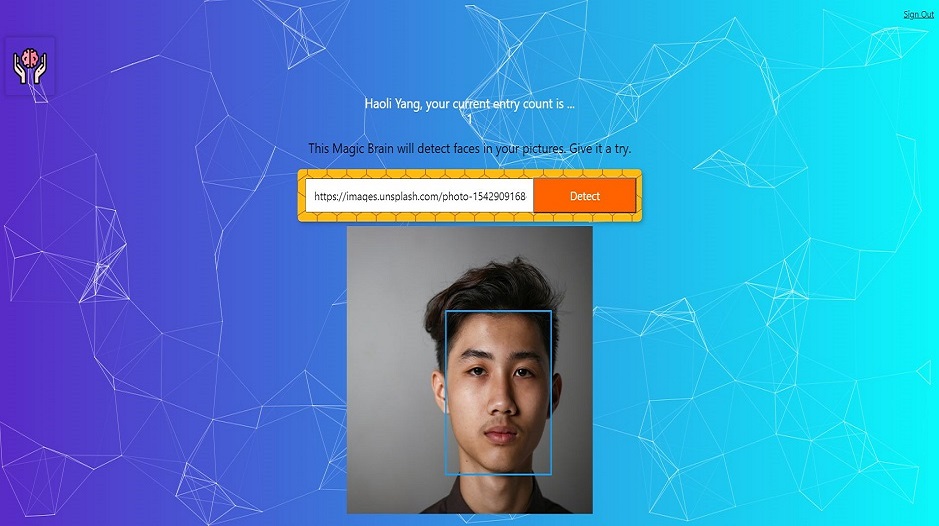 Sign Out
Haoli Yang, your current entry count is ...
1
This Magic Brain will detect faces in your pictures. Give it a try.
https://images.unsplash.com/photo-1542909168 Detect